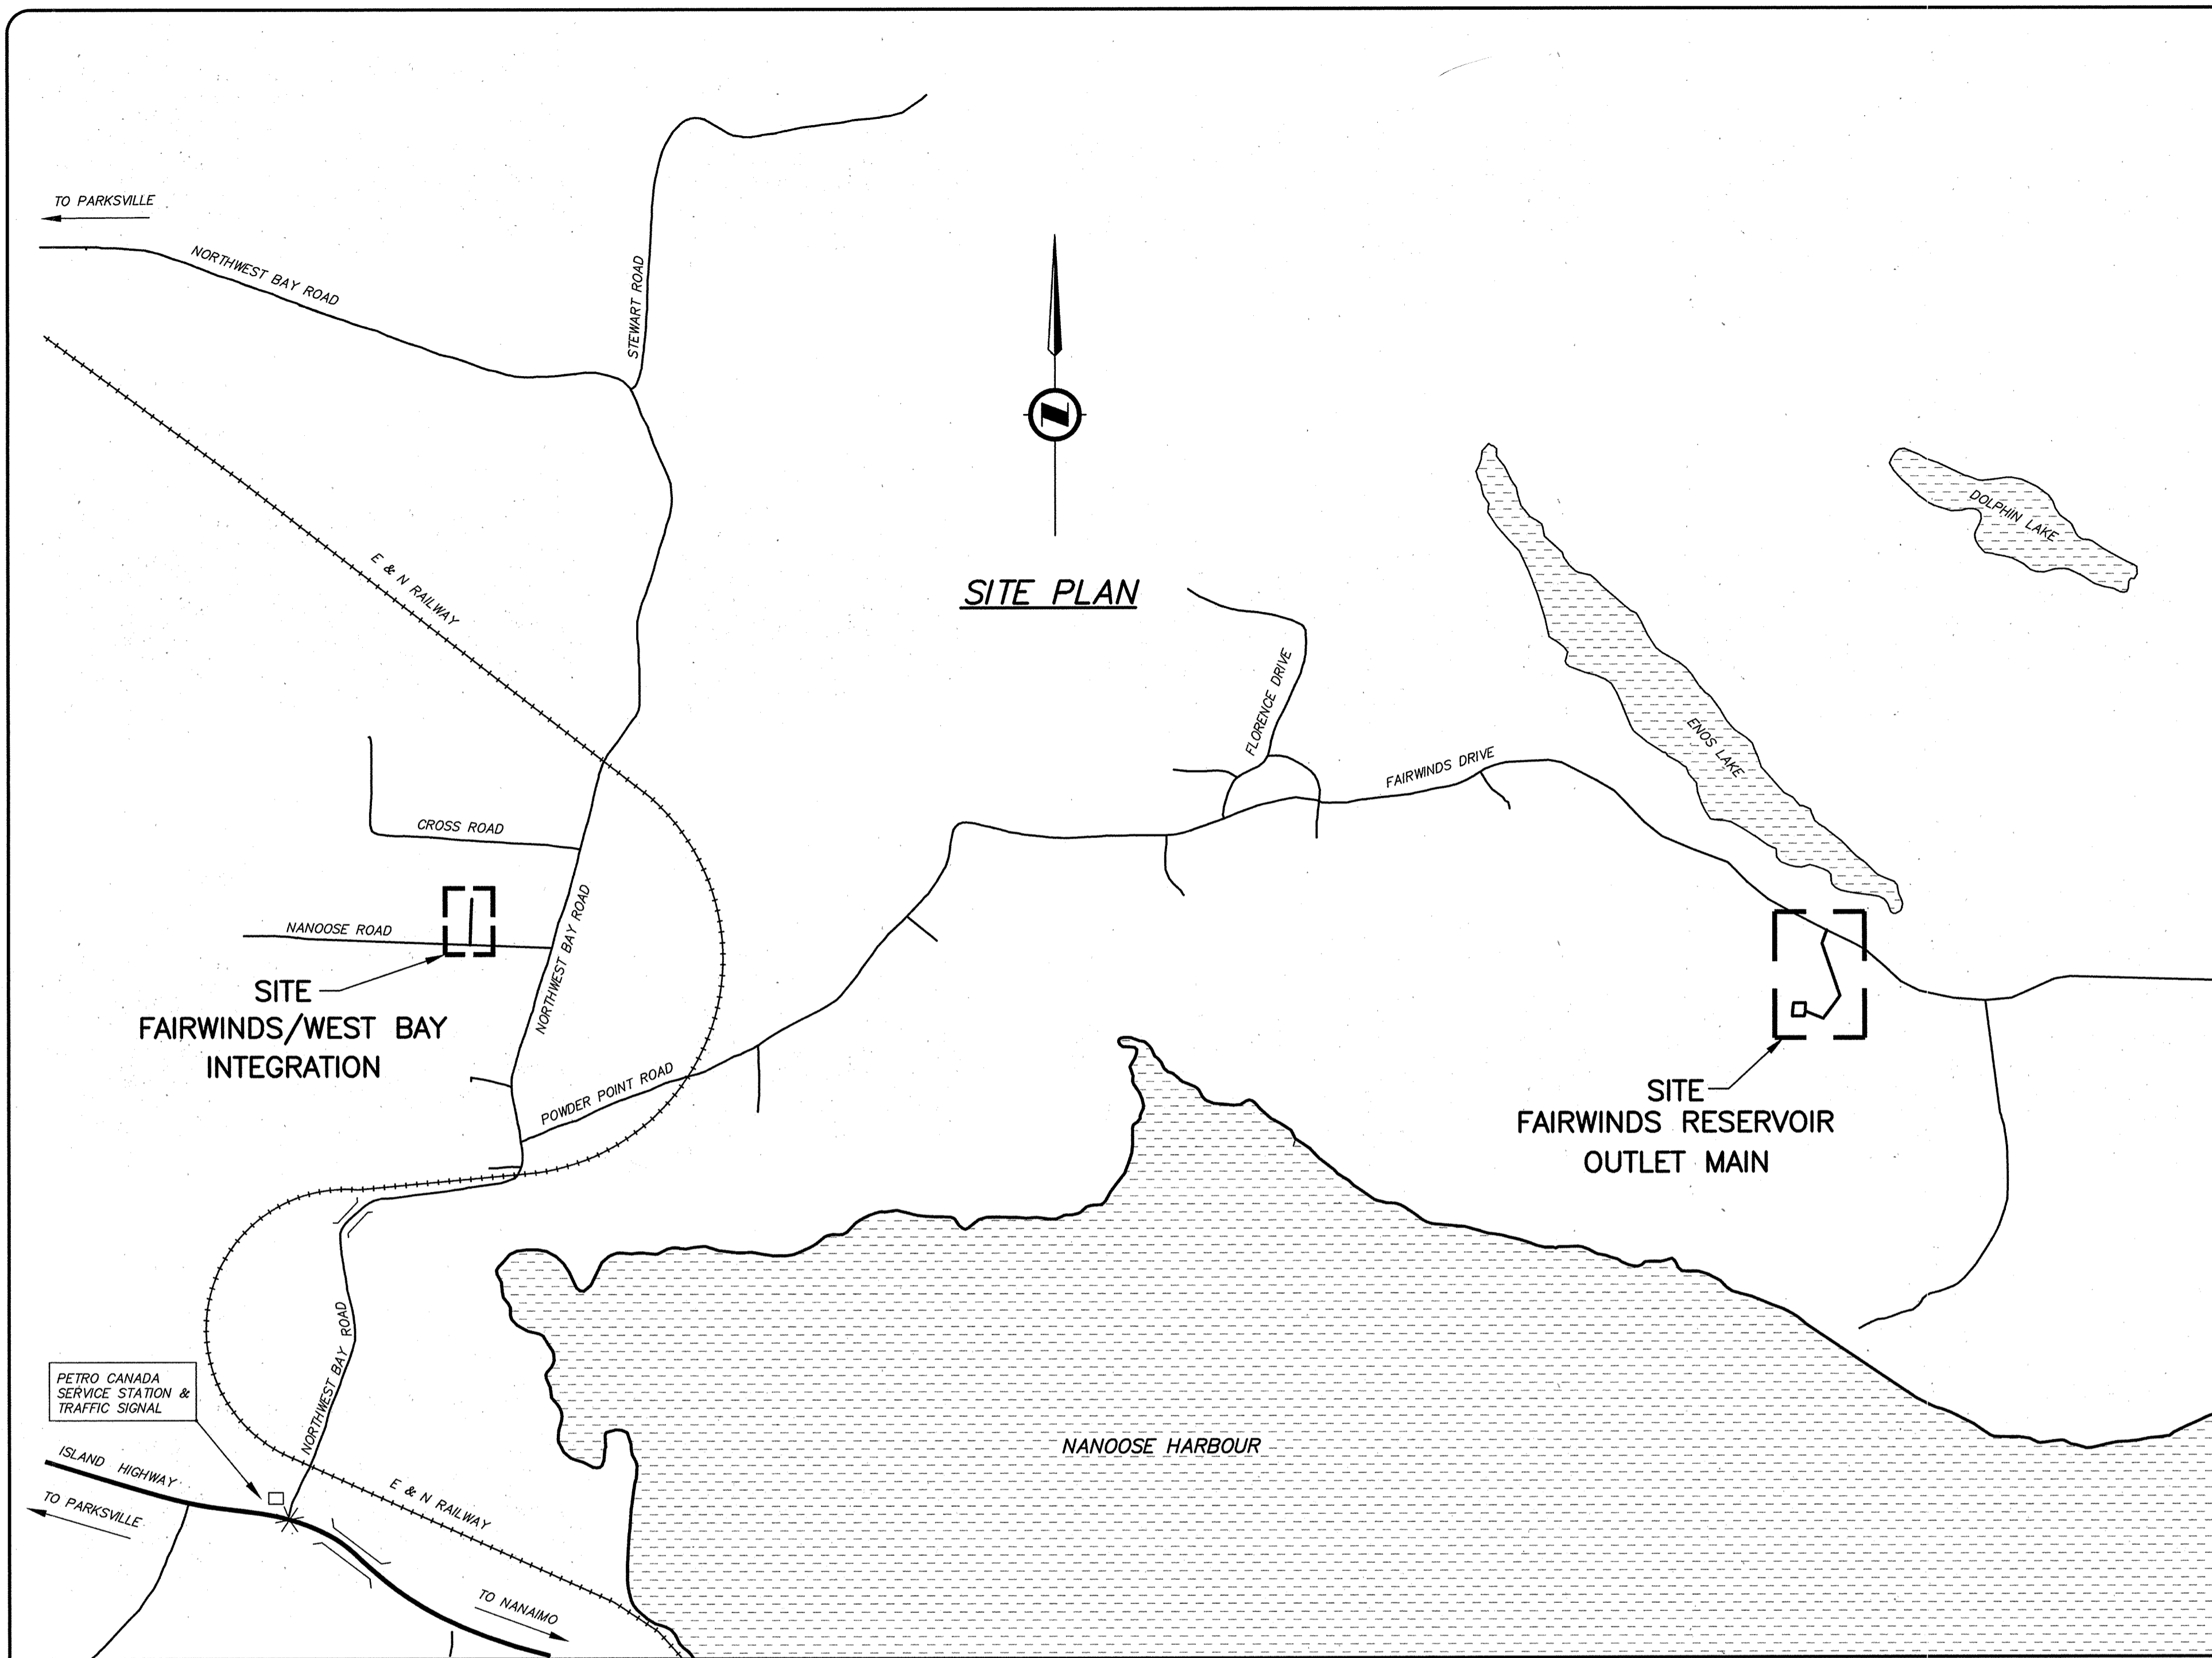 TO PARKSVILLE
NORTHWEST BAY ROAD
STEWART ROAD
E & N RAILWAY
N
SITE PLAN
DOLPHIN LAKE
ENOS LAKE
FLORENCE DRIVE
FAIRWINDS DRIVE
CROSS ROAD
NANOOSE ROAD
NORTHWEST BAY ROAD
SITE
FAIRWINDS/WEST BAY
INTEGRATION
POWDER POINT ROAD
SITE
FAIRWINDS RESERVOIR
OUTLET MAIN
NORTHWEST BAY ROAD
PETRO CANADA
SERVICE STATION &
TRAFFIC SIGNAL
ISLAND HIGHWAY
TO PARKSVILLE
E & N RAILWAY
TO NANAIMO
NANOOSE HARBOUR